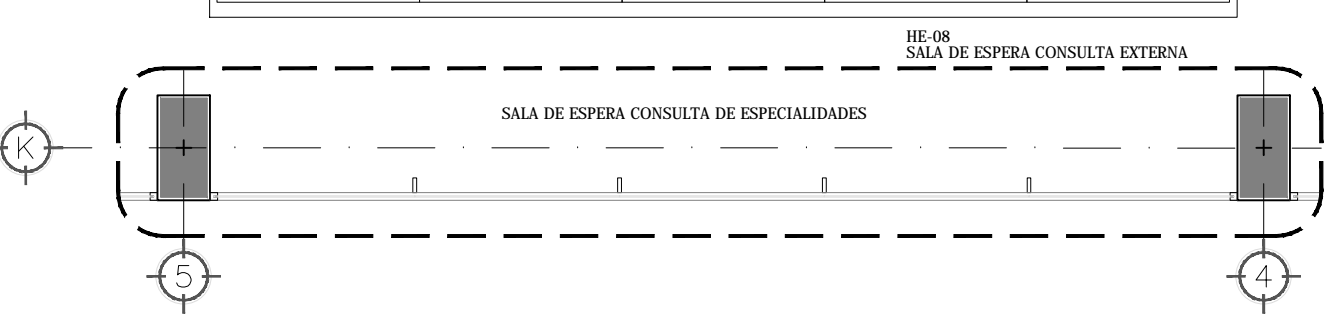 HE-08
SALA DE ESPERA CONSULTA EXTERNA
SALA DE ESPERA CONSULTA DE ESPECIALIDADES
K
5
4